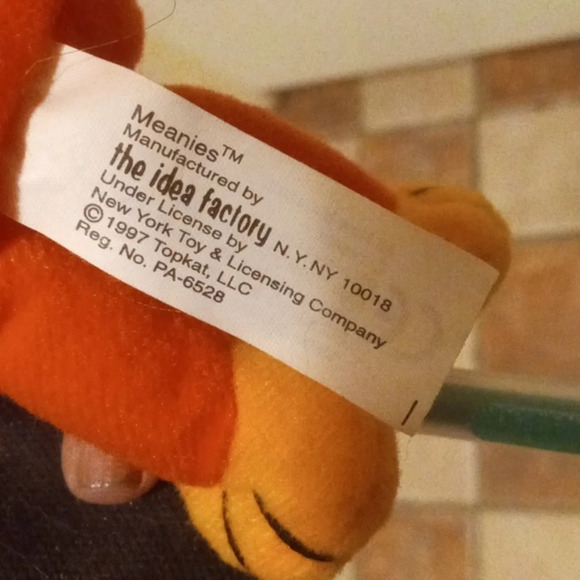 Meanies™
Manufactured by
the idea factory N.Y. NY 10018
Under License by
New York Toy & Licensing Company
©1997 Topkat, LLC
Reg. No. PA-6528